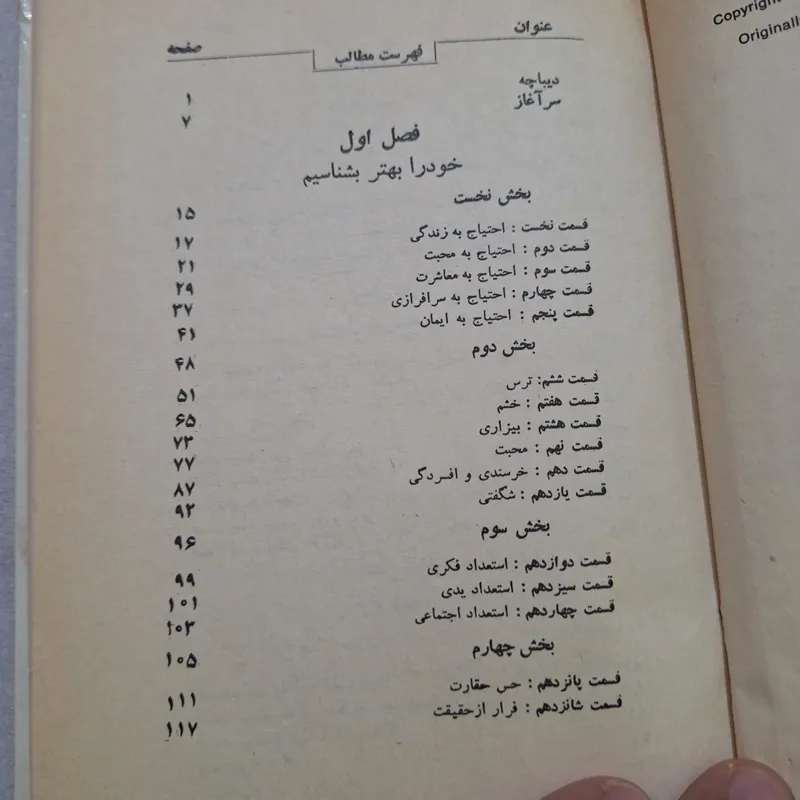 عنوان فهرست مطالب صفحه
دیباچه ۱
سرآغاز ۷
فصل اول
خودرا بهتر بشناسیم
بخش نخست ۱۵
قسمت نخست : احتیاج به زندگی ۱۷
قسمت دوم : احتیاج به محبت ۲۱
قسمت سوم : احتیاج به معاشرت ۲۹
قسمت چهارم : احتیاج به سرافرازی ۳۷
قسمت پنجم : احتیاج به ایمان ۴۱
بخش دوم ۴۸
قسمت ششم: ترس ۵۱
قسمت هفتم : خشم ۶۵
قسمت هشتم : بیزاری ۷۳
قسمت نهم : محبت ۷۷
قسمت دهم : خرسندی و افسردگی ۸۷
قسمت یازدهم : شگفتی ۹۲
بخش سوم ۹۶
قسمت دوازدهم : استعداد فکری ۹۹
قسمت سیزدهم : استعداد یدی ۱۰۱
قسمت چهاردهم : استعداد اجتماعی ۱۰۳
بخش چهارم ۱۰۵
قسمت پانزدهم : حس حقارت ۱۱۱
قسمت شانزدهم : فرار ازحقیقت ۱۱۷
Copyright
Originall